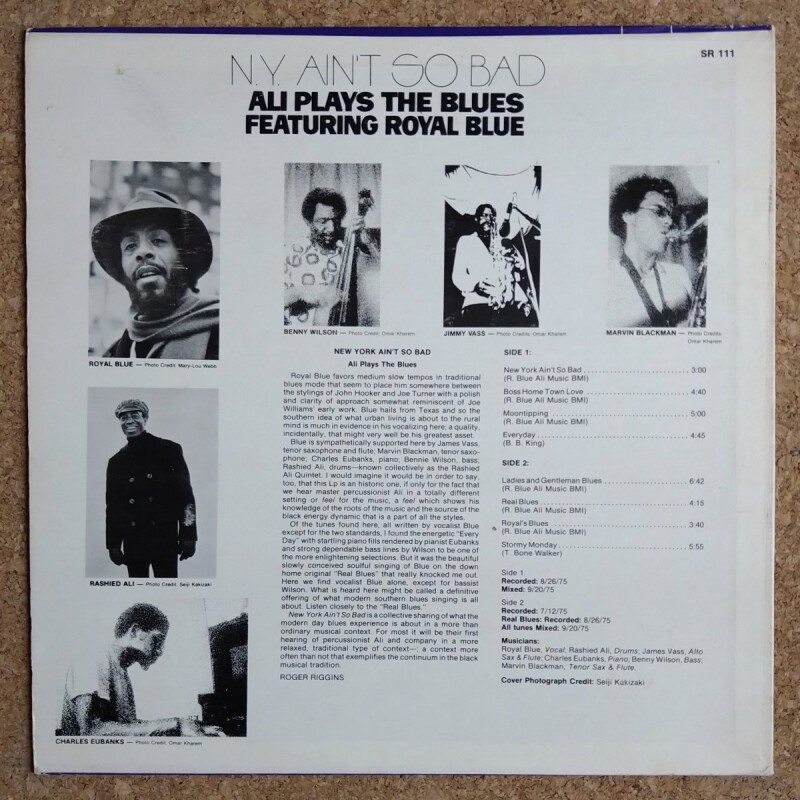 SR 111
N.Y. AIN'T SO BAD
ALI PLAYS THE BLUES
FEATURING ROYAL BLUE
ROYAL BLUE — Photo Credit: Mary-Lou Webb
BENNY WILSON — Photo Credit: Omar Kharem
JIMMY VASS — Photo Credits: Omar Kharem
MARVIN BLACKMAN — Photo Credits:
Omar Kharem
RASHIED ALI — Photo Credit: Seiji Kakizaki
CHARLES EUBANKS — Photo Credit: Omar Kharem
NEW YORK AIN'T SO BAD
Ali Plays The Blues
Royal Blue favors medium slow tempos in traditional
blues mode that seem to place him somewhere between
the stylings of John Hooker and Joe Turner with a polish
and clarity of approach somewhat reminiscent of Joe
Williams' early work. Blue hails from Texas and so the
southern idea of what urban living is about to the rural
mind is much in evidence in his vocalizing here; a quality,
incidentally, that might very well be his greatest asset.
Blue is sympathetically supported here by James Vass,
tenor saxophone and flute; Marvin Blackman, tenor saxo-
phone; Charles Eubanks, piano; Bennie Wilson, bass;
Rashied Ali, drums—known collectively as the Rashied
Ali Quintet. I would imagine it would be in order to say,
too, that this Lp is an historic one, if only for the fact that
we hear master percussionist Ali in a totally different
setting or feel for the music, a feel which shows his
knowledge of the roots of the music and the source of the
black energy dynamic that is a part of all the styles.
Of the tunes found here, all written by vocalist Blue
except for the two standards, I found the energetic "Every
Day" with startling piano fills rendered by pianist Eubanks
and strong dependable bass lines by Wilson to be one of
the more enlightening selections. But it was the beautiful
slowly conceived soulful singing of Blue on the down
home original "Real Blues" that really knocked me out.
Here we find vocalist Blue alone, except for bassist
Wilson. What is heard here might be called a definitive
offering of what modern southern blues singing is all
about. Listen closely to the "Real Blues."
New York Ain't So Bad is a collective sharing of what the
modern day blues experience is about in a more than
ordinary musical context. For most it will be their first
hearing of percussionist Ali and company in a more
relaxed, traditional type of context—; a context more
often than not that exemplifies the continuum in the black
musical tradition.
ROGER RIGGINS
SIDE 1:
New York Ain't So Bad 3:00
(R. Blue Ali Music BMI)
Boss Home Town Love 4:40
(R. Blue Ali Music BMI)
Moontipping 5:00
(R. Blue Ali Music BMI)
Everyday 4:45
(B. B. King)
SIDE 2:
Ladies and Gentleman Blues 6:42
(R. Blue Ali Music BMI)
Real Blues 4:15
(R. Blue Ali Music BMI)
Royal's Blues 3:40
(R. Blue Ali Music BMI)
Stormy Monday 5:55
(T. Bone Walker)
Side 1
Recorded: 8/26/75
Mixed: 9/20/75
Side 2
Recorded: 7/12/75
Real Blues: Recorded: 8/26/75
All tunes Mixed: 9/20/75
Musicians:
Royal Blue, Vocal; Rashied Ali, Drums; James Vass, Alto
Sax & Flute; Charles Eubanks, Piano; Benny Wilson, Bass;
Marvin Blackman, Tenor Sax & Flute.
Cover Photograph Credit: Seiji Kakizaki